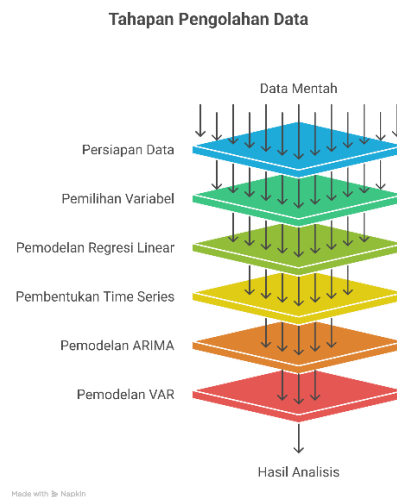 Tahapan Pengolahan Data
Data Mentah
Persiapan Data
Pemilihan Variabel
Pemodelan Regresi Linear
Pembentukan Time Series
Pemodelan ARIMA
Pemodelan VAR
Hasil Analisis
Made with Napkin